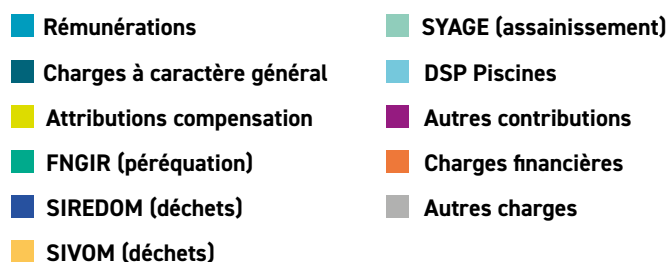 Rémunérations
Charges à caractère général
Attributions compensation
FNGIR (péréquation)
SIREDOM (déchets)
SIVOM (déchets)
SYAGE (assainissement)
DSP Piscines
Autres contributions
Charges financières
Autres charges